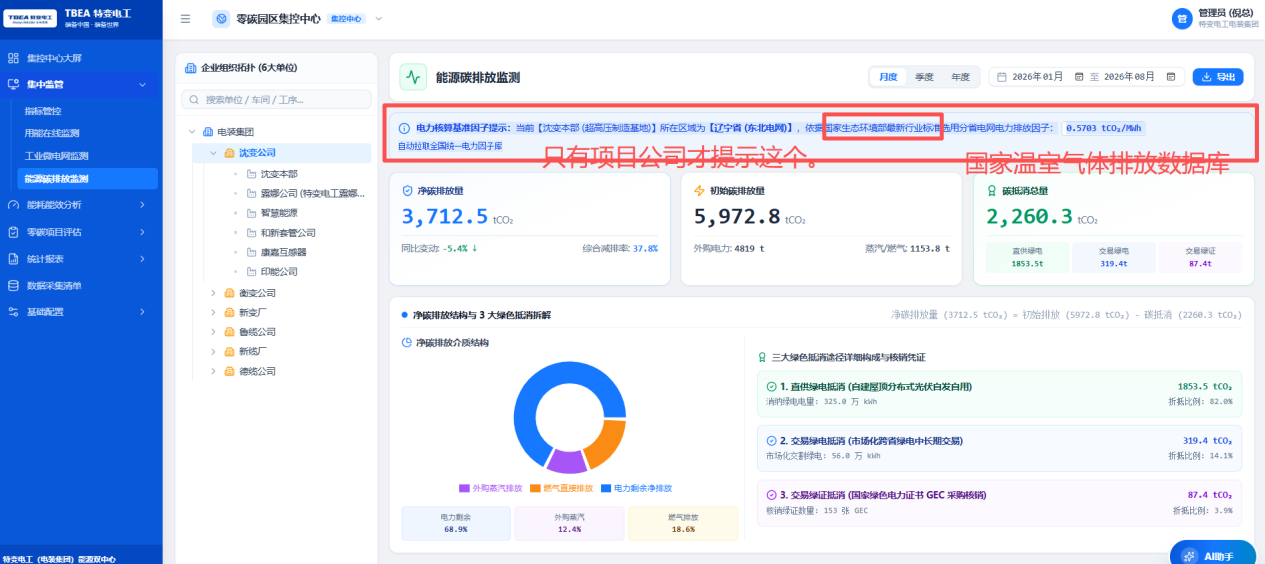 TBEA 特变电工
TBEA 特变电工
装备中国·装备世界
零碳园区集控中心 集控中心
管
管理员 (倪总)
特变电工电装集团
集控中心大屏
集中监管
指标管控
用能在线监测
工业微电网监测
能源碳排放监测
能耗能效分析
零碳项目评估
统计报表
数据采集清单
基础配置
特变电工（电装集团）能源双中心
企业组织拓扑 (6大单位)
搜索单位 / 车间 / 工序...
电装集团
沈变公司
沈变本部
露娜公司 (特变电工露娜...
智慧能源
和新套管公司
康嘉互感器
印能公司
衡变公司
新变厂
鲁缆公司
新缆厂
德缆公司
能源碳排放监测
月度 季度 年度
2026年01月 至 2026年08月
导出
电力核算基准因子提示：当前【沈变本部 (超高压制造基地)】所在区域为【辽宁省 (东北电网)】，依据国家生态环境部最新行业标准选用分省电网电力排放因子： 0.5703 tCO₂/MWh
自动拉取全国统一电力因子库
只有项目公司才提示这个。
国家温室气体排放数据库
净碳排放量
3,712.5 tCO₂
同比变动: -5.4% ↓ 综合减排率: 37.8%
初始碳排放量
5,972.8 tCO₂
外购电力: 4819 t 蒸汽/燃气: 1153.8 t
碳抵消总量
2,260.3 tCO₂
直供绿电 交易绿电 交易绿证
1853.5t 319.4t 87.4t
净碳排放结构与 3 大绿色抵消拆解
净碳排放量 (3712.5 tCO₂) = 初始排放 (5972.8 tCO₂) - 碳抵消 (2260.3 tCO₂)
净碳排放介质结构
外购蒸汽排放 燃气直接排放 电力剩余净排放
电力剩余 外购蒸汽 燃气排放
68.9% 12.4% 18.6%
三大绿色抵消途径详细构成与核销凭证
1. 直供绿电抵消 (自建屋顶分布式光伏自发自用) 1853.5 tCO₂
消纳绿电电量: 325.0 万 kWh 折抵比例: 82.0%
2. 交易绿电抵消 (市场化跨省绿电中长期交易) 319.4 tCO₂
市场化交割绿电: 56.0 万 kWh 折抵比例: 14.1%
3. 交易绿证抵消 (国家绿色电力证书 GEC 采购核销) 87.4 tCO₂
核销绿证数量: 153 张 GEC 折抵比例: 3.9%
AI助手